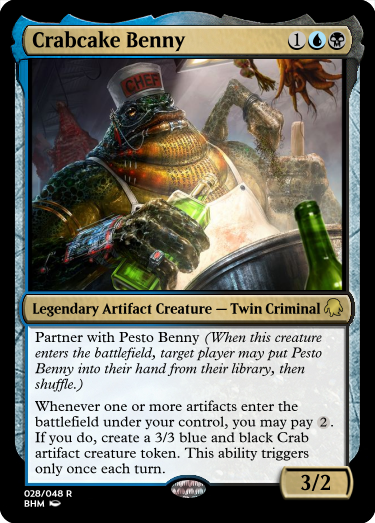 Crabcake Benny 1
CHEF
Legendary Artifact Creature — Twin Criminal
Partner with Pesto Benny (When this creature
enters the battlefield, target player may put Pesto
Benny into their hand from their library, then
shuffle.)
Whenever one or more artifacts enter the
battlefield under your control, you may pay 2.
If you do, create a 3/3 blue and black Crab
artifact creature token. This ability triggers
only once each turn.
3/2
028/048 R
BHM